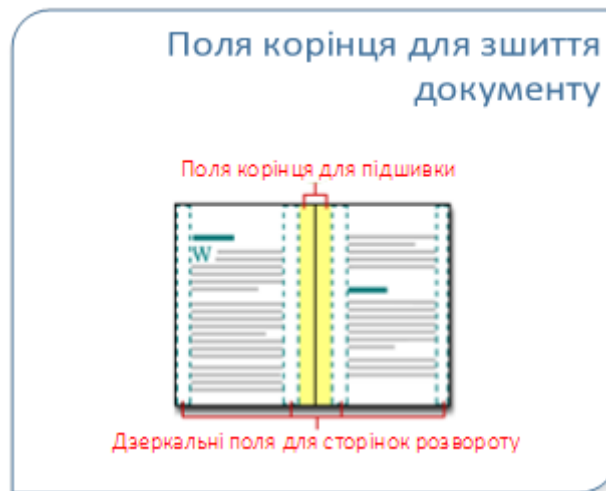 Поля корінця для зшиття
документу
Поля корінця для підшивки
W
Дзеркальні поля для сторінок розвороту